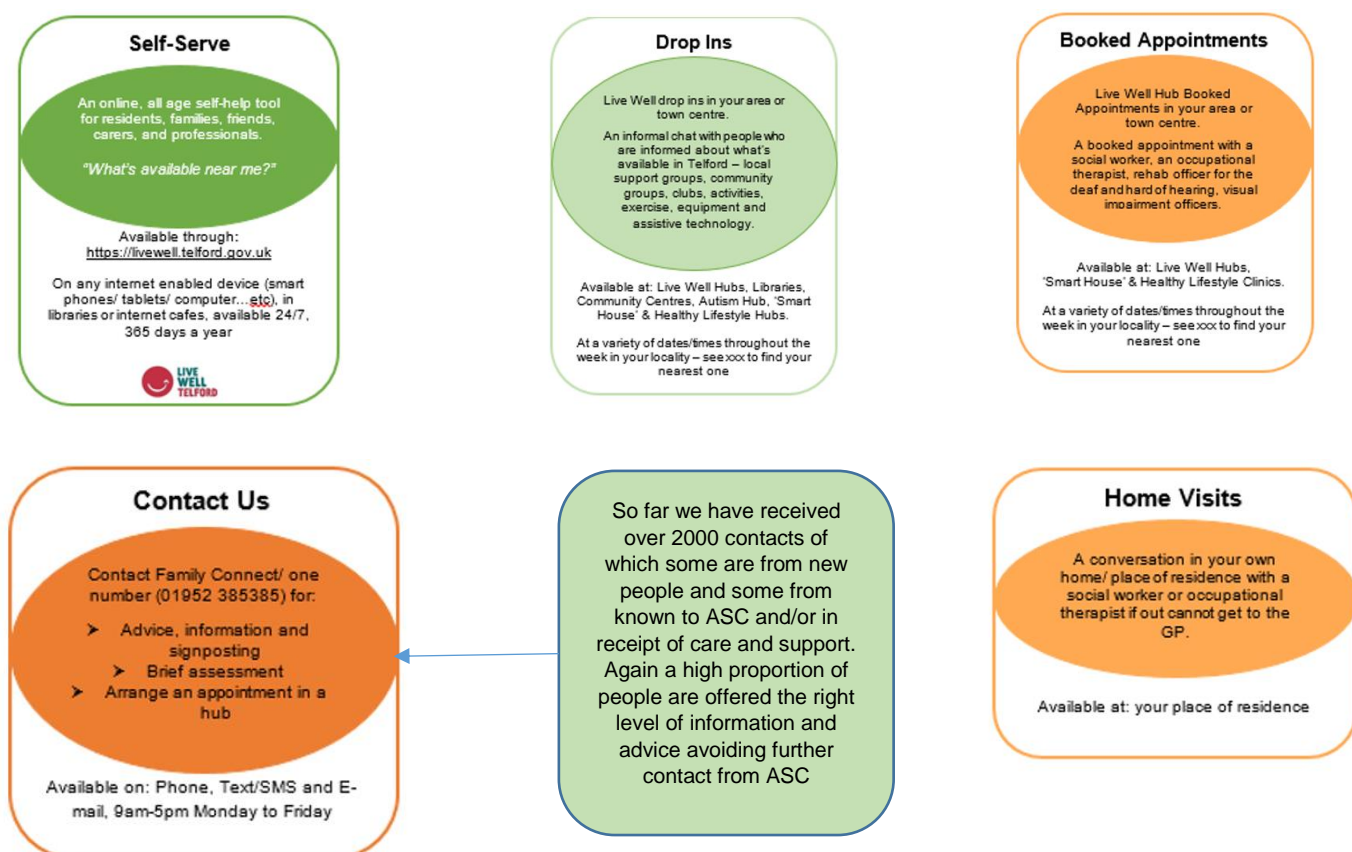 Self-Serve
An online, all age self-help tool
for residents, families, friends,
carers, and professionals.
"What's available near me?"
Available through:
https://livewell.telford.gov.uk
On any internet enabled device (smart
phones/ tablets/ computer...etc), in
libraries or internet cafes, available 24/7,
365 days a year
LIVE
WELL
TELFORD
Drop Ins
Live Well drop ins in your area or
town centre.
An informal chat with people who
are informed about what's
available in Telford – local
support groups, community
groups, clubs, activities,
exercise, equipment and
assistive technology.
Available at: Live Well Hubs, Libraries,
Community Centres, Autism Hub, 'Smart
House' & Healthy Lifestyle Hubs.
At a variety of dates/times throughout the
week in your locality – see xxx to find your
nearest one
Booked Appointments
Live Well Hub Booked
Appointments in your area or
town centre.
A booked appointment with a
social worker, an occupational
therapist, rehab officer for the
deaf and hard of hearing, visual
impairment officers.
Available at: Live Well Hubs,
'Smart House' & Healthy Lifestyle Clinics.
At a variety of dates/times throughout the
week in your locality – see xxx to find your
nearest one
Contact Us
Contact Family Connect/ one
number (01952 385385) for:
➤ Advice, information and
signposting
➤ Brief assessment
➤ Arrange an appointment in a
hub
Available on: Phone, Text/SMS and E-
mail, 9am-5pm Monday to Friday
So far we have received
over 2000 contacts of
which some are from new
people and some from
known to ASC and/or in
receipt of care and support.
Again a high proportion of
people are offered the right
level of information and
advice avoiding further
contact from ASC
Home Visits
A conversation in your own
home/ place of residence with a
social worker or occupational
therapist if out cannot get to the
GP.
Available at: your place of residence